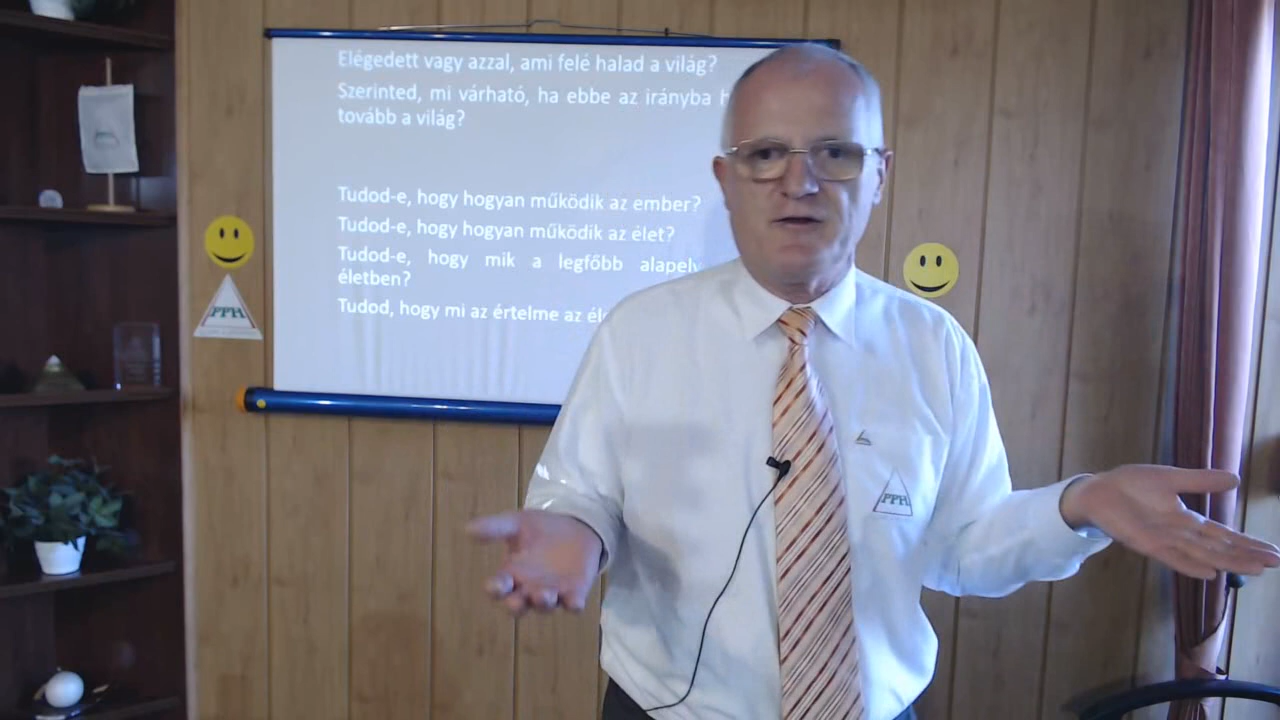 Elégedett vagy azzal, ami felé halad a világ?
Szerinted, mi várható, ha ebbe az irányba
tovább a világ?
Tudod-e, hogy hogyan működik az ember?
Tudod-e, hogy hogyan működik az élet?
Tudod-e, hogy mik a legfőbb
életben?
Tudod, hogy mi az értelme az
PPH
PPH